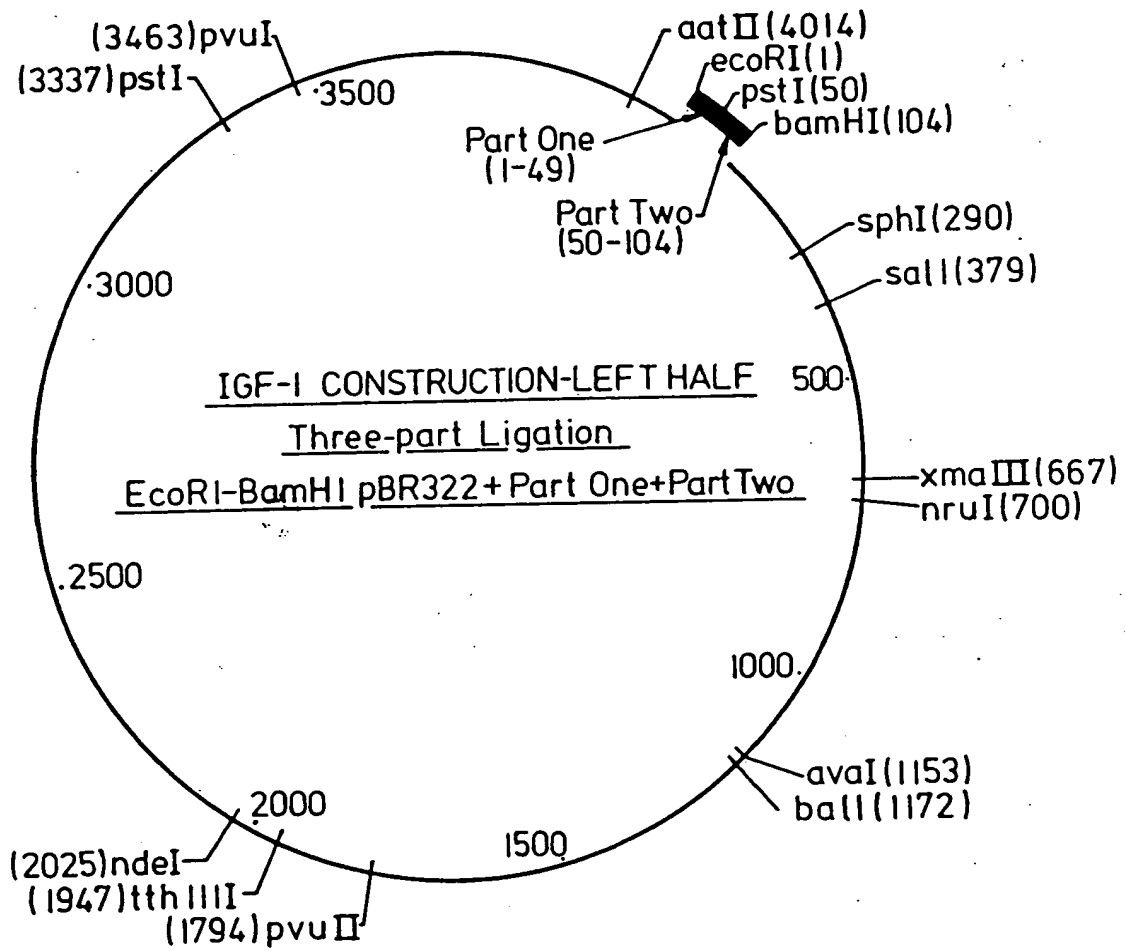 (3463)pvuI
(3337)pstI
.3500
aatII(4014)
ecoRI(1)
pstI(50)
bamHI(104)
Part One
(1-49)
Part Two
(50-104)
sphI(290)
salI(379)
.3000
500.
IGF-I CONSTRUCTION-LEFT HALF
Three-part Ligation
EcoRI-BamHI pBR322+Part One+Part Two
xmaIII(667)
nruI(700)
.2500
1000.
avaI(1153)
balI(1172)
.2000
1500.
(2025)ndeI
(1947)tth111I
(1794)pvuII